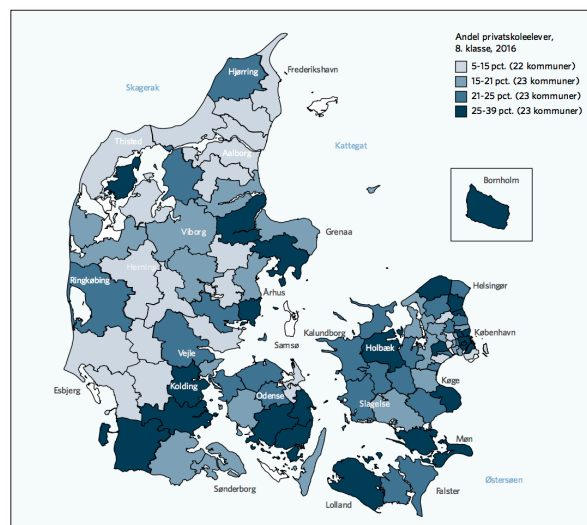 Andel privatskoleelever,
8. klasse, 2016
5-15 pct. (22 kommuner)
15-21 pct. (23 kommuner)
21-25 pct. (23 kommuner)
25-39 pct. (23 kommuner)
Hjørring
Frederikshavn
Skagerak
Thisted
Aalborg
Kattegat
Bornholm
Viborg
Grenaa
Herning
Ringkøbing
Århus
Helsingør
Samsø
Kalundborg
København
Holbæk
Vejle
Esbjerg
Kolding
Køge
Odense
Slagelse
Møn
Sønderborg
Østersøen
Falster
Lolland